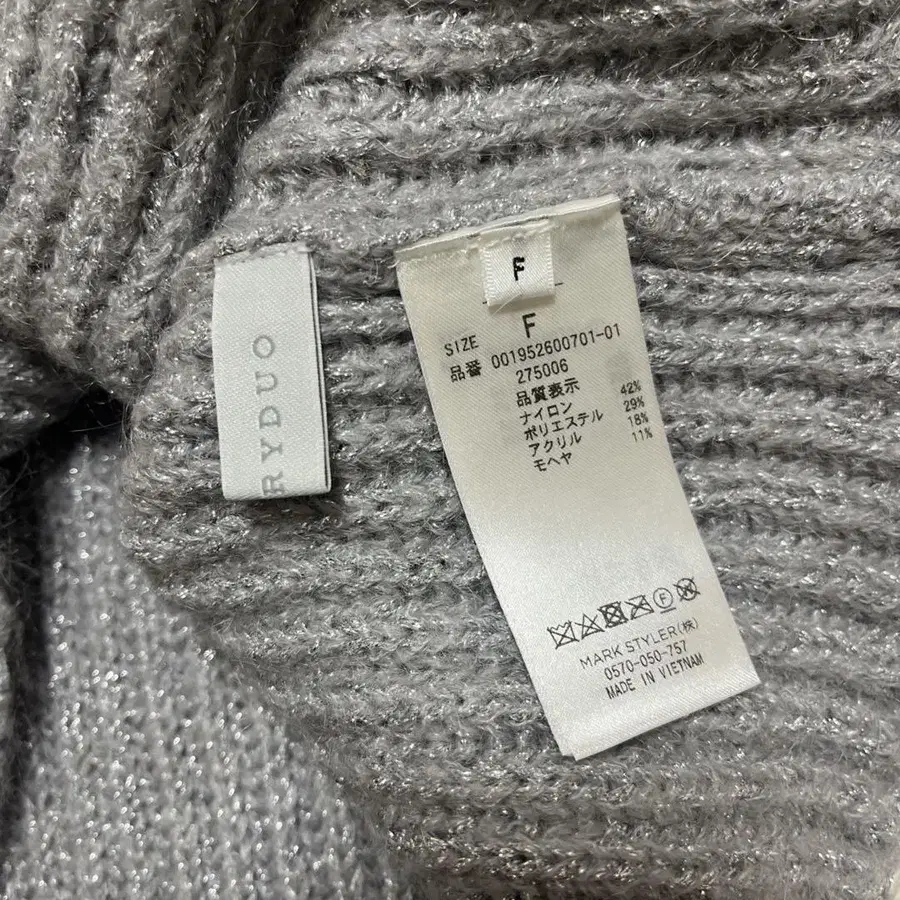 RYDUO
F
F
SIZE
品番 001952600701-01
275006
品質表示
ナイロン 42%
ポリエステル 29%
アクリル 18%
モヘヤ 11%
F
MARK STYLER(株)
0570-050-757
MADE IN VIETNAM